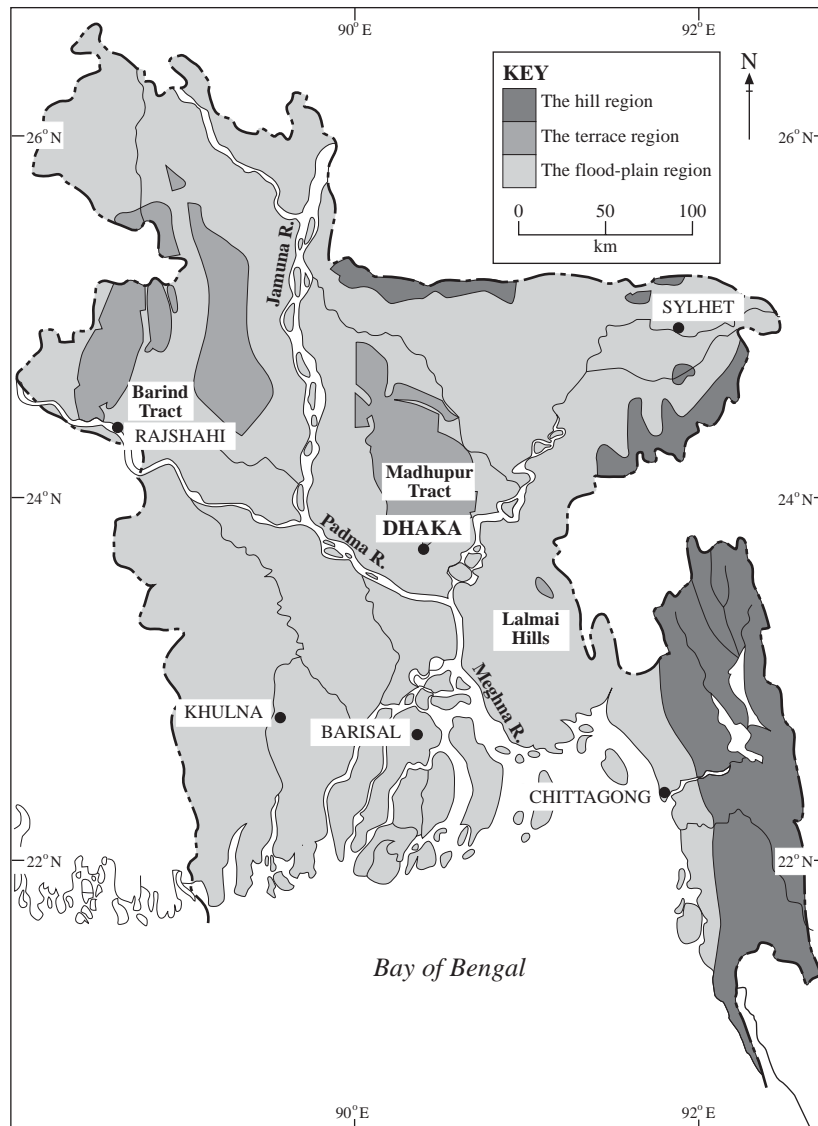 90° E
92° E
N
KEY
The hill region
The terrace region
The flood-plain region
0 50 100
km
26° N
26° N
Jamuna R.
SYLHET
Barind
Tract
RAJSHAHI
Madhupur
Tract
24° N
24° N
DHAKA
Padma R.
Lalmai
Hills
Meghna R.
KHULNA
BARISAL
CHITTAGONG
22° N
22° N
Bay of Bengal
90° E
92° E